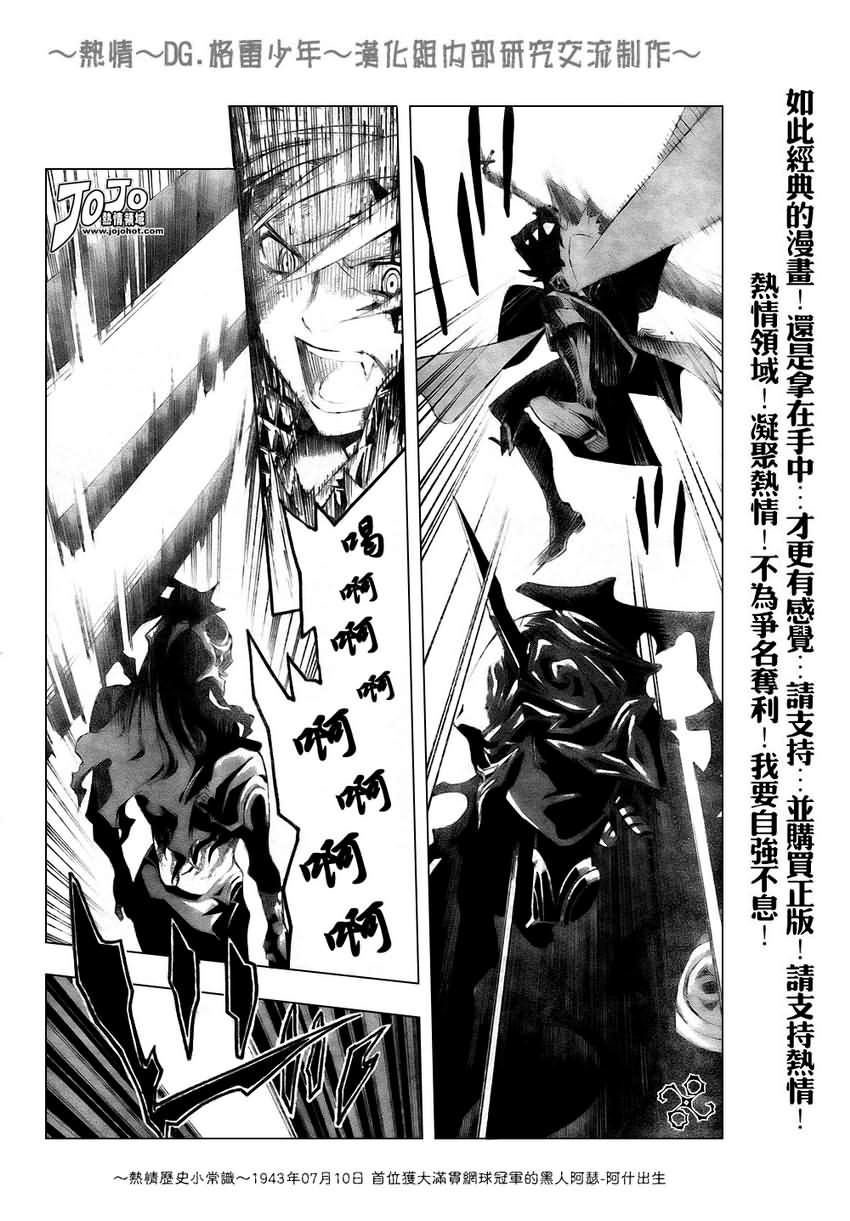 ～熱情～DG.格雷少年～漢化組内部研究交流制作～
如此經典的漫畫！還是拿在手中…才更有感覺…請支持…並購買正版！請支持熱情！
熱情領域！凝聚熱情！不為爭名奪利！我要自強不息！
JOJO
熱情領域
www.jojohot.com
喝啊啊啊啊啊啊啊
～熱情歷史小常識～1943年07月10日 首位獲大滿貫網球冠軍的黑人阿瑟-阿什出生